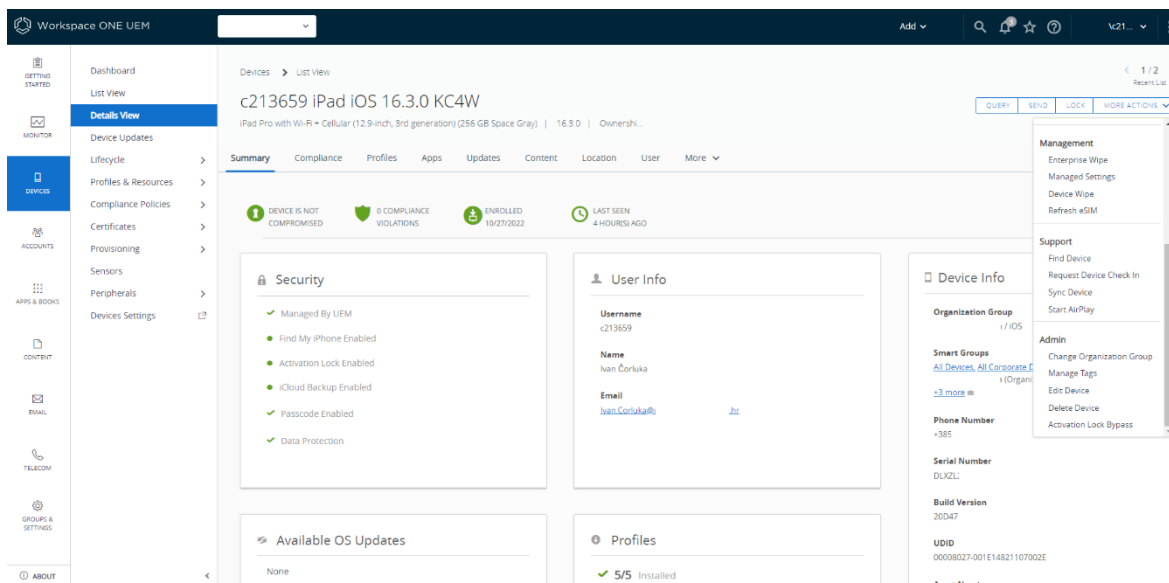 Workspace ONE UEM
Add
3
\c21...
GETTING
STARTED
MONITOR
DEVICES
ACCOUNTS
APPS & BOOKS
CONTENT
EMAIL
TELECOM
GROUPS &
SETTINGS
ABOUT
Dashboard
List View
Details View
Device Updates
Lifecycle
Profiles & Resources
Compliance Policies
Certificates
Provisioning
Sensors
Peripherals
Devices Settings
Devices > List View
1 / 2
Recent List
c213659 iPad iOS 16.3.0 KC4W
QUERY SEND LOCK MORE ACTIONS
iPad Pro with Wi-Fi + Cellular (12.9-inch, 3rd generation) (256 GB Space Gray) | 16.3.0 | Ownershi...
Summary Compliance Profiles Apps Updates Content Location User More
DEVICE IS NOT
COMPROMISED
0 COMPLIANCE
VIOLATIONS
ENROLLED
10/27/2022
LAST SEEN
4 HOUR(S) AGO
Security
Managed By UEM
Find My iPhone Enabled
Activation Lock Enabled
iCloud Backup Enabled
Passcode Enabled
Data Protection
User Info
Username
c213659
Name
Ivan Čorluka
Email
Ivan.Corluka@ .hr
Device Info
Organization Group
/ iOS
Smart Groups
All Devices, All Corporate D
(Organi
+3 more
Phone Number
+385
Serial Number
DLXZL
Build Version
20D47
UDID
00008027-001E14821107002E
Management
Enterprise Wipe
Managed Settings
Device Wipe
Refresh eSIM
Support
Find Device
Request Device Check In
Sync Device
Start AirPlay
Admin
Change Organization Group
Manage Tags
Edit Device
Delete Device
Activation Lock Bypass
Available OS Updates
None
Profiles
5/5 Installed